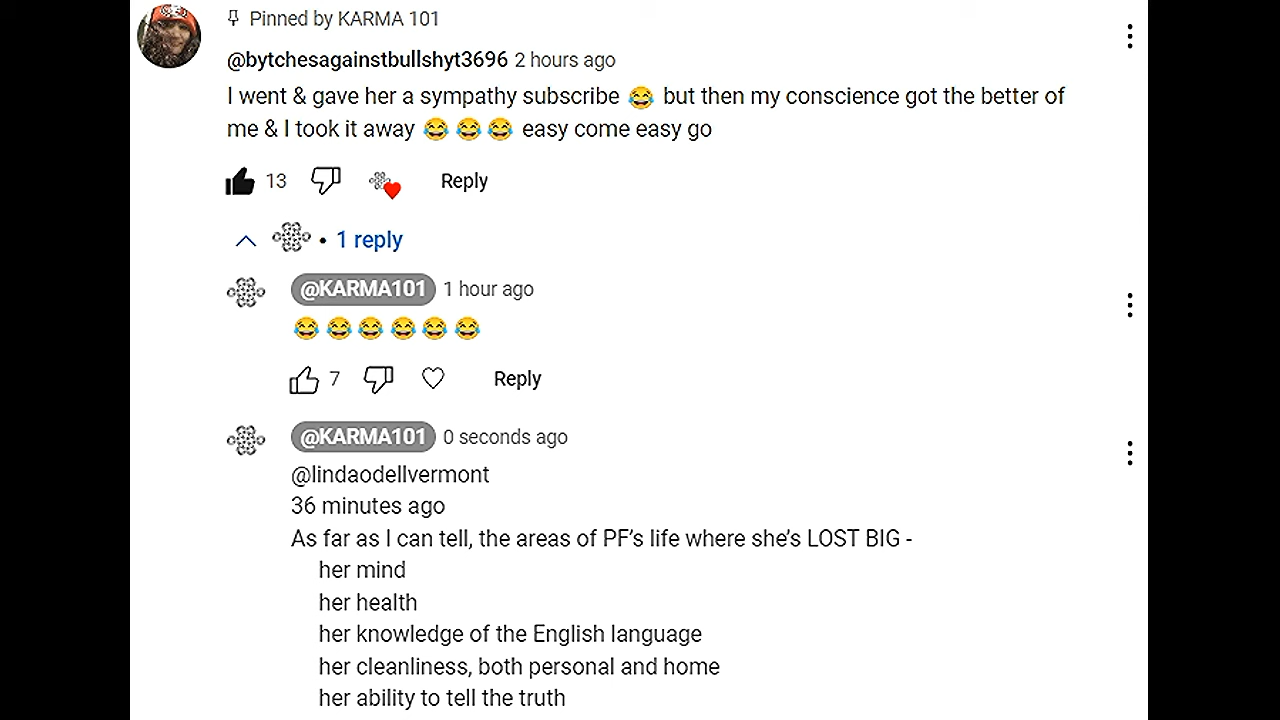 Pinned by KARMA 101
@bytchesagainstbullshyt3696 2 hours ago
I went & gave her a sympathy subscribe 😂 but then my conscience got the better of
me & I took it away 😂 😂 😂 easy come easy go
13 Reply
• 1 reply
@KARMA101 1 hour ago
😂 😂 😂 😂 😂 😂
7 Reply
@KARMA101 0 seconds ago
@lindaodellvermont
36 minutes ago
As far as I can tell, the areas of PF’s life where she’s LOST BIG -
her mind
her health
her knowledge of the English language
her cleanliness, both personal and home
her ability to tell the truth